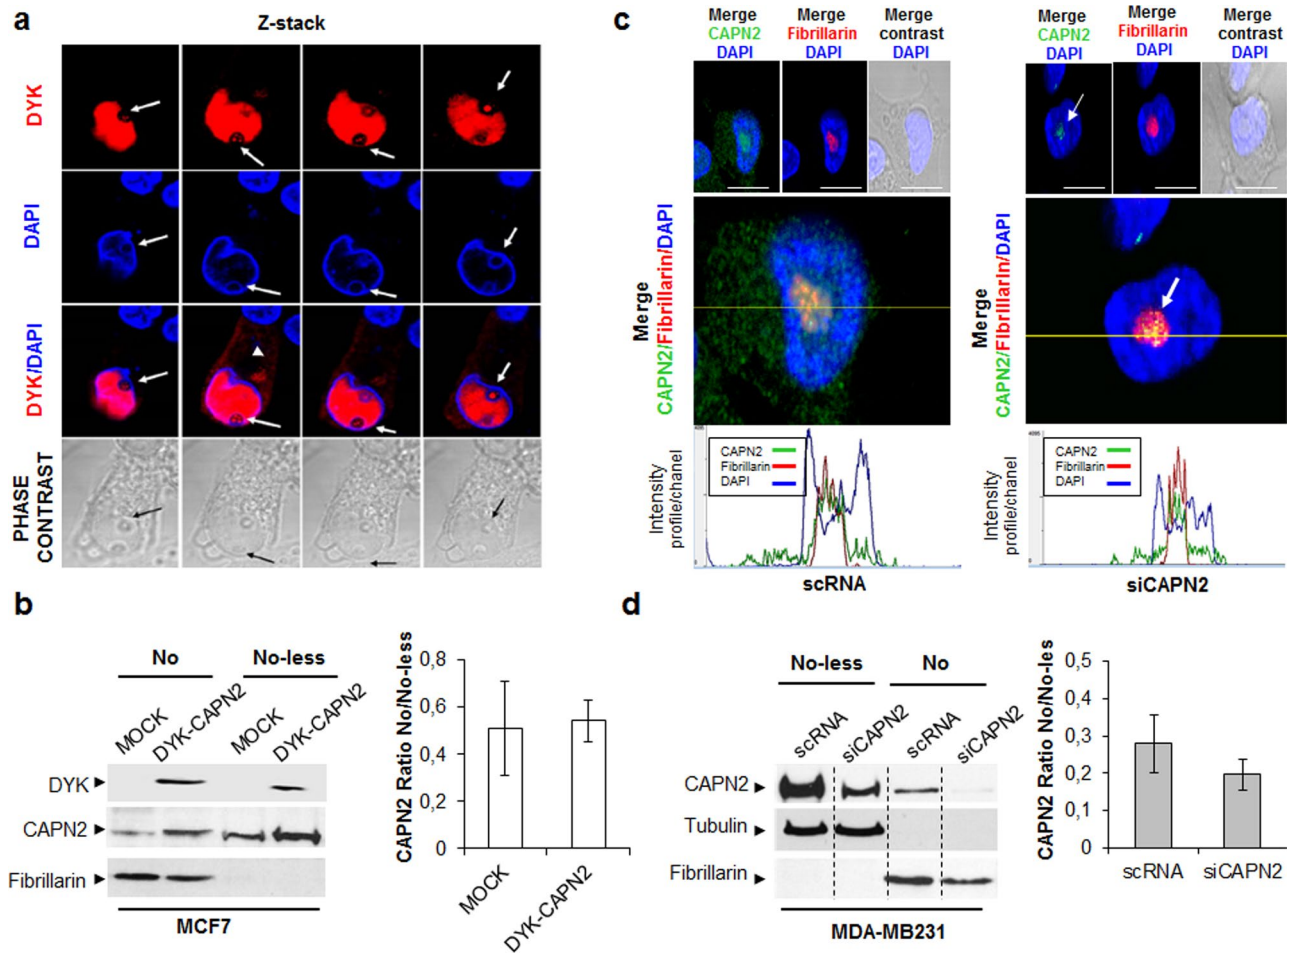 a
Z-stack
DYK
DAPI
DYK/DAPI
PHASE
CONTRAST
b
No
No-less
MOCK
DYK-CAPN2
MOCK
DYK-CAPN2
DYK
CAPN2
Fibrillarin
MCF7
CAPN2 Ratio No/No-less
0,8
0,6
0,4
0,2
0
MOCK
DYK-CAPN2
c
Merge
CAPN2
DAPI
Merge
Fibrillarin
DAPI
Merge
contrast
DAPI
Merge
CAPN2/Fibrillarin/DAPI
Intensity
profile/chanel
CAPN2
Fibrillarin
DAPI
scRNA
Merge
CAPN2
DAPI
Merge
Fibrillarin
DAPI
Merge
contrast
DAPI
Merge
CAPN2/Fibrillarin/DAPI
Intensity
profile/chanel
CAPN2
Fibrillarin
DAPI
siCAPN2
d
No-less
No
scRNA
siCAPN2
scRNA
siCAPN2
CAPN2
Tubulin
Fibrillarin
MDA-MB231
CAPN2 Ratio No/No-les
0,5
0,4
0,3
0,2
0,1
0
scRNA
siCAPN2